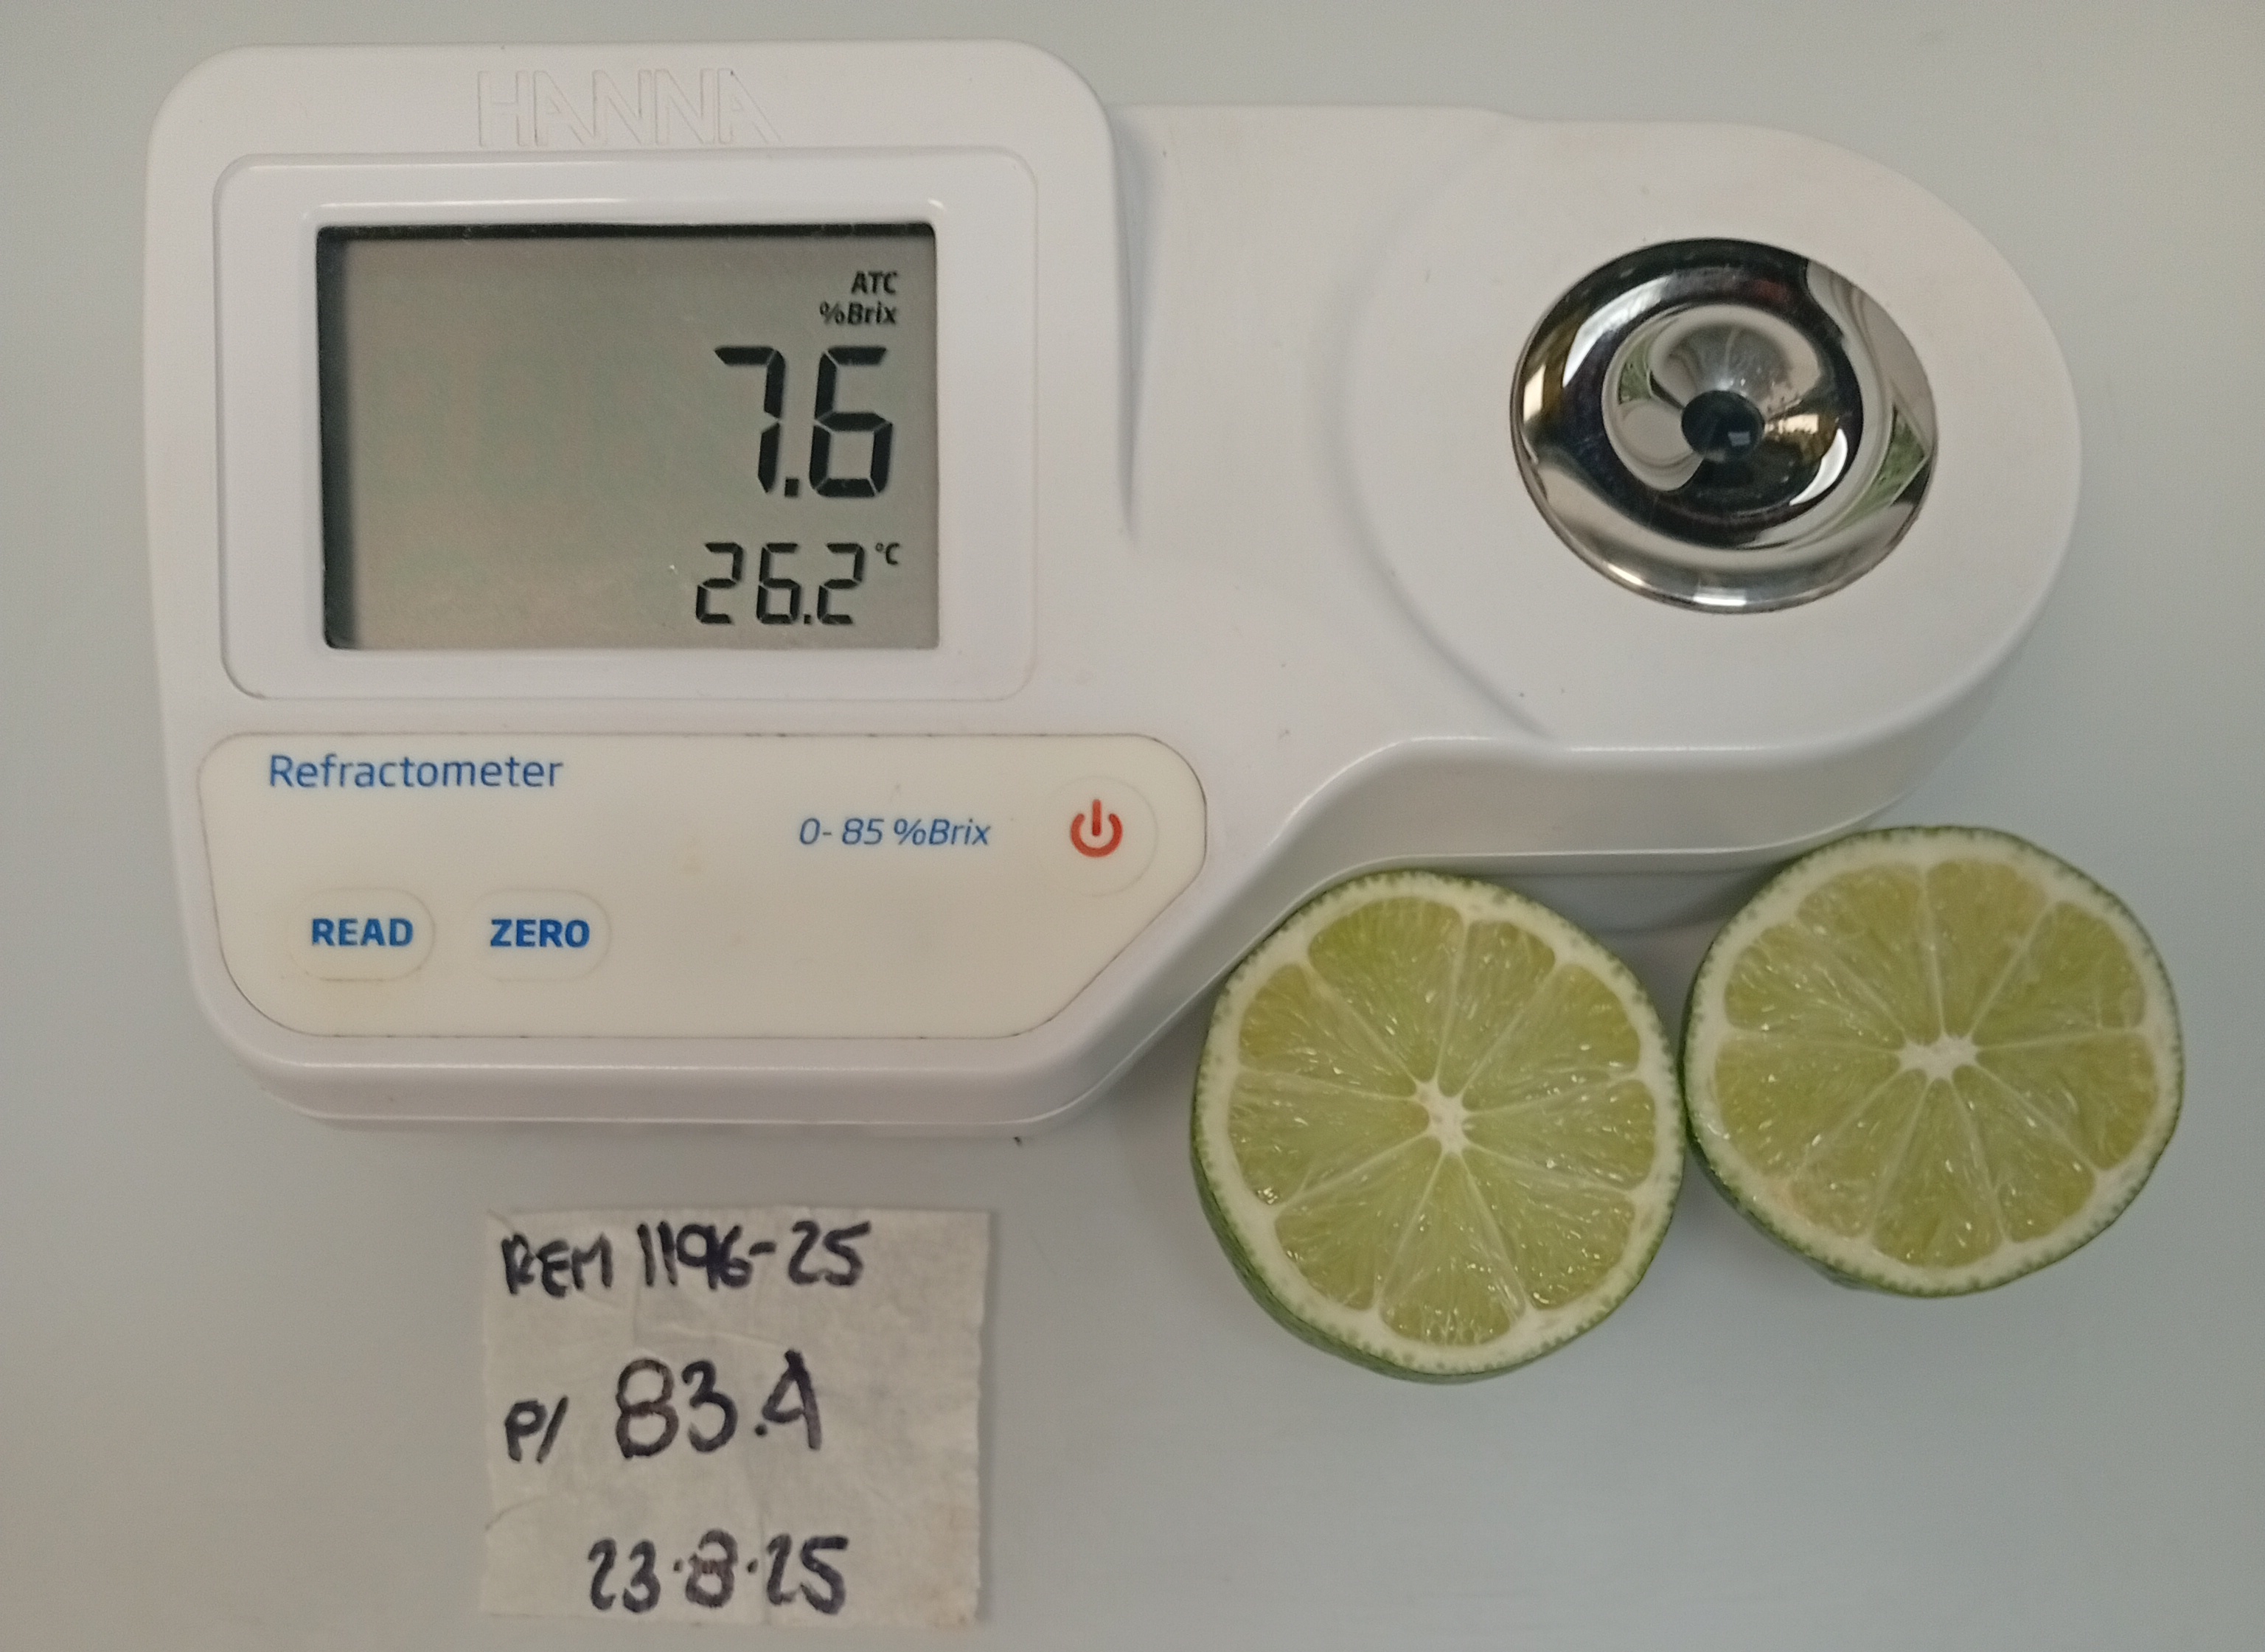 HANNA
ATC
%Brix
7.6
26.2 °C
Refractometer
0- 85 %Brix
READ
ZERO
REM 1196-25
P/ 83.4
23.8.25